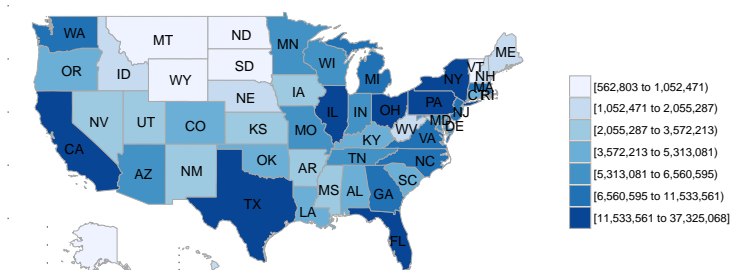 WA
MT
ND
MN
ME
VT
NH
OR
ID
SD
WI
MI
NY
MA
CT RI
WY
IA
NE
IL
IN
OH
PA
NJ
MD
DE
NV
UT
CO
KS
MO
KY
WV
VA
CA
AZ
NM
OK
AR
TN
NC
SC
TX
LA
MS
AL
GA
FL
[562,803 to 1,052,471)
[1,052,471 to 2,055,287)
[2,055,287 to 3,572,213)
[3,572,213 to 5,313,081)
[5,313,081 to 6,560,595)
[6,560,595 to 11,533,561)
[11,533,561 to 37,325,068]